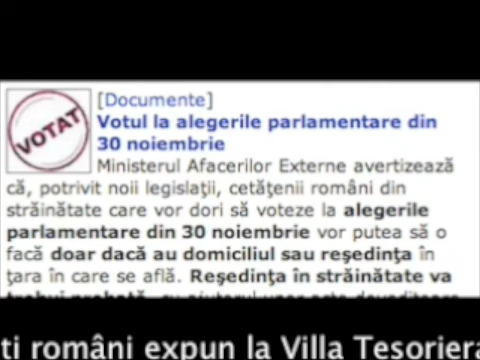 VOTAT
[Documente]
Votul la alegerile parlamentare din
30 noiembrie
Ministerul Afacerilor Externe avertizează
că, potrivit noii legislaţii, cetăţenii români din
străinătate care vor dori să voteze la alegerile
parlamentare din 30 noiembrie vor putea să o
facă doar dacă au domiciliul sau reşedinţa în
ţara în care se află. Reşedinţa în străinătate va
ti români expun la Villa Tesoriera